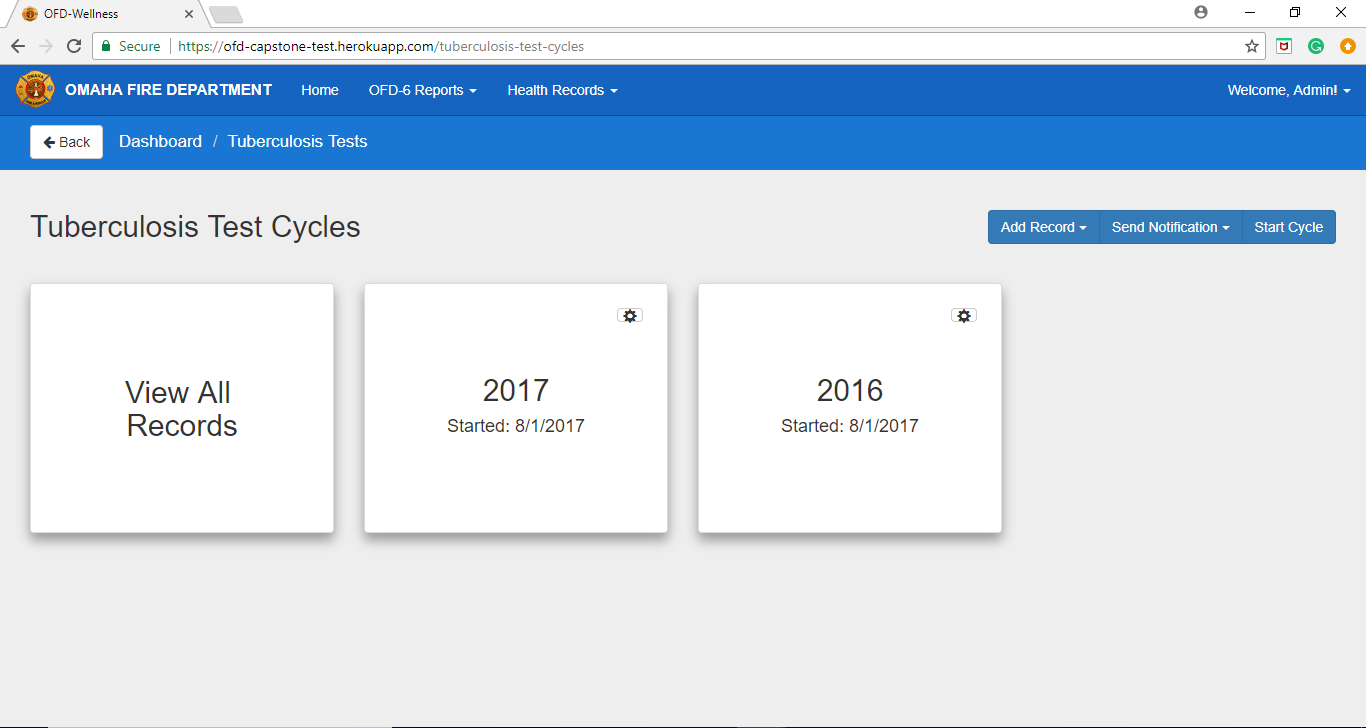 OFD-Wellness
Secure
https://ofd-capstone-test.herokuapp.com/tuberculosis-test-cycles
OMAHA FIRE DEPARTMENT
Home
OFD-6 Reports
Health Records
Welcome, Admin!
Back
Dashboard / Tuberculosis Tests
Tuberculosis Test Cycles
Add Record
Send Notification
Start Cycle
View All
Records
2017
Started: 8/1/2017
2016
Started: 8/1/2017